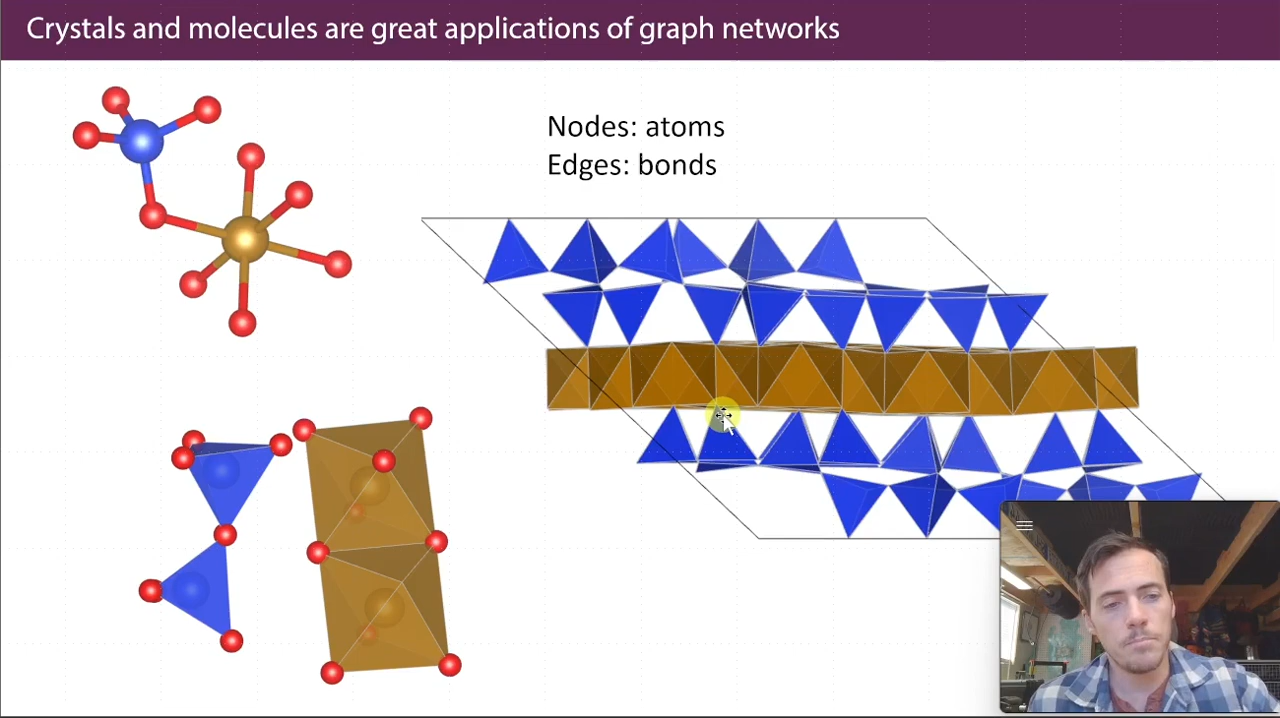 Crystals and molecules are great applications of graph networks
Nodes: atoms
Edges: bonds